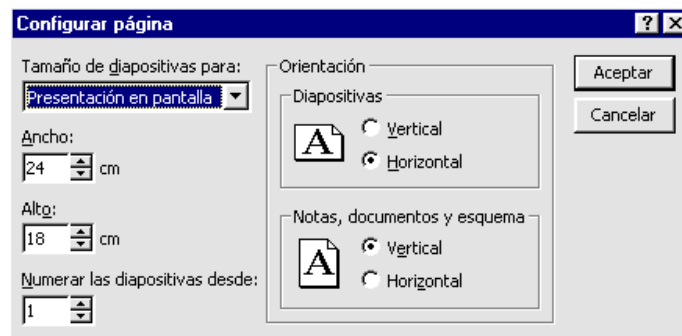 Configurar página
Tamaño de diapositivas para:
Presentación en pantalla
Ancho:
24 cm
Alto:
18 cm
Numerar las diapositivas desde:
1
Orientación
Diapositivas
A
Vertical
Horizontal
Notas, documentos y esquema
A
Vertical
Horizontal
Aceptar
Cancelar